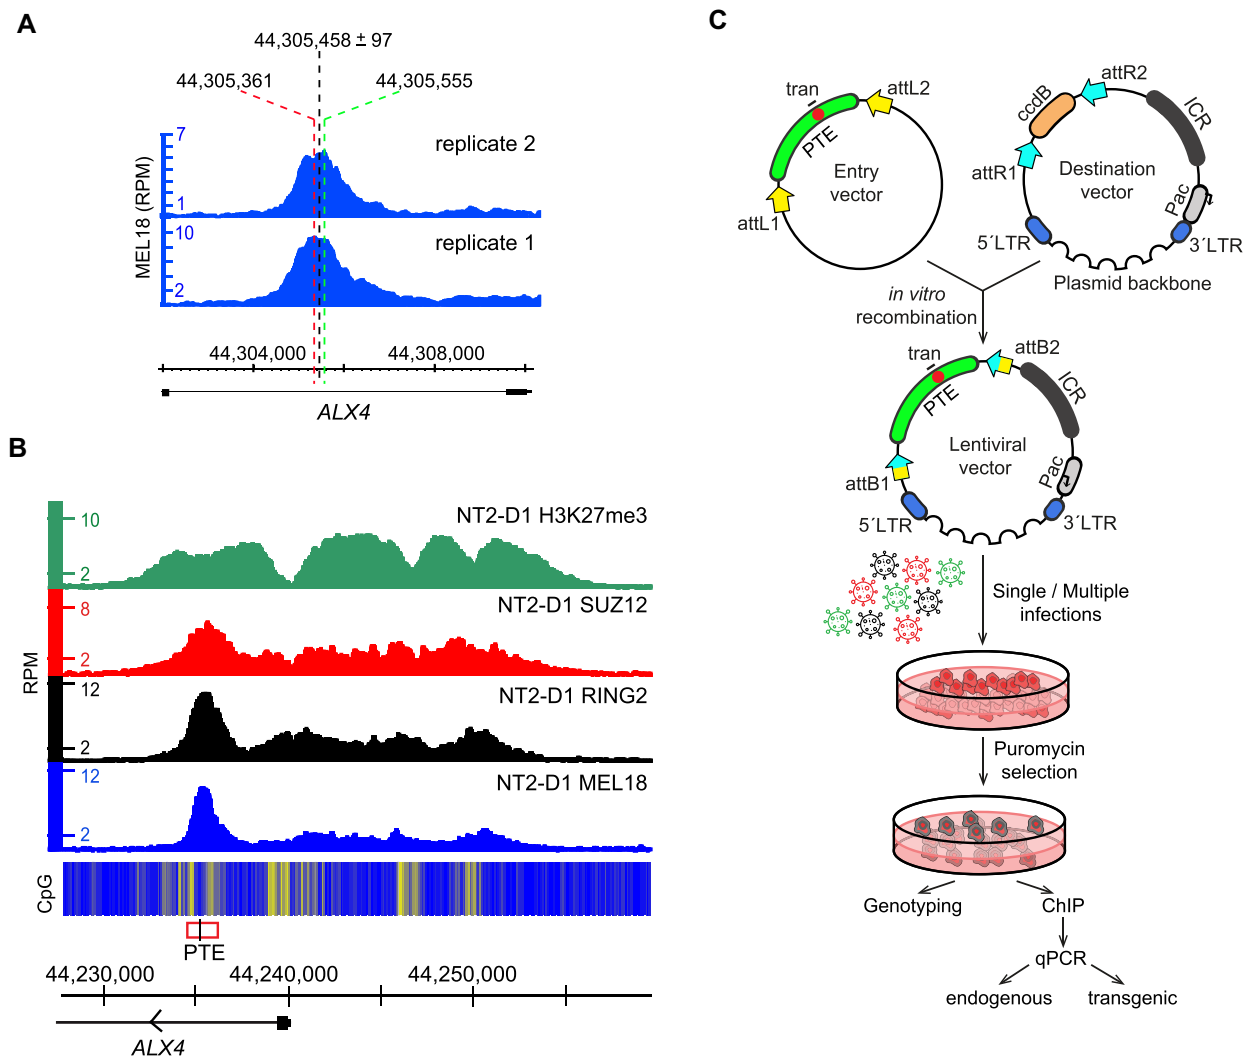 A
44,305,458 ± 97
44,305,361
44,305,555
MEL18 (RPM)
7
replicate 2
1
10
replicate 1
2
44,304,000
44,308,000
ALX4
B
RPM
10
NT2-D1 H3K27me3
2
8
NT2-D1 SUZ12
2
12
NT2-D1 RING2
2
12
NT2-D1 MEL18
2
CpG
PTE
44,230,000
44,240,000
44,250,000
ALX4
C
tran
attL2
PTE
Entry
vector
attL1
attR2
ccdB
ICR
attR1
Destination
vector
Pac
5´LTR
3´LTR
Plasmid backbone
in vitro
recombination
tran
attB2
PTE
ICR
Lentiviral
vector
attB1
Pac
5´LTR
3´LTR
Single / Multiple
infections
Puromycin
selection
Genotyping
ChIP
qPCR
endogenous
transgenic